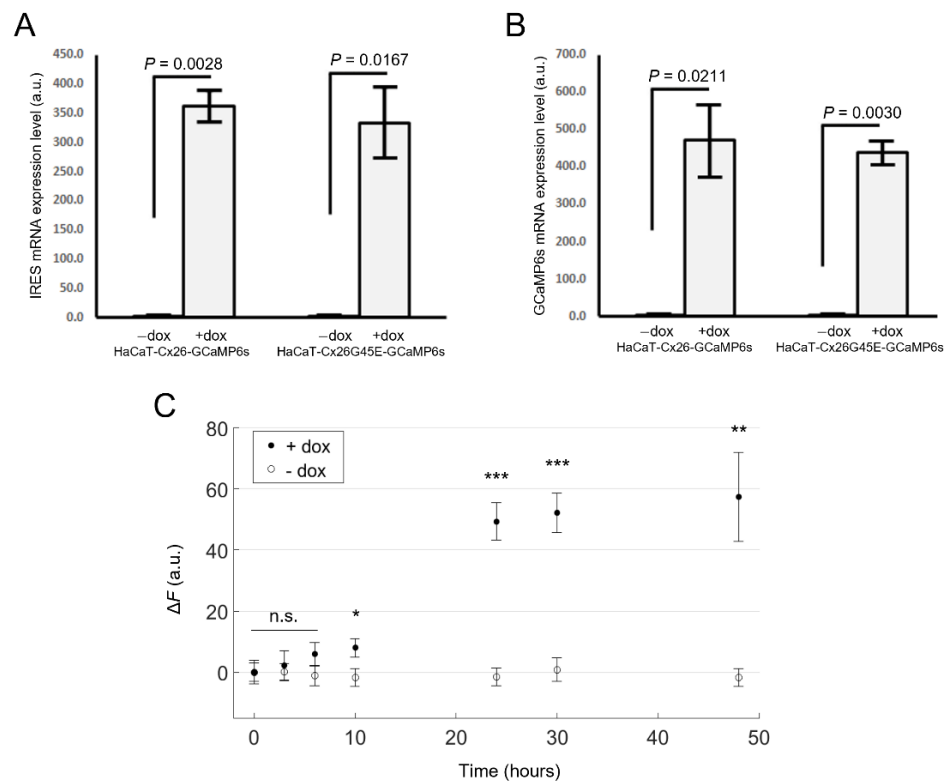 A
IRES mRNA expression level (a.u.)
450.0
400.0
350.0
300.0
250.0
200.0
150.0
100.0
50.0
0.0
P = 0.0028
P = 0.0167
−dox +dox
−dox +dox
HaCaT-Cx26-GCaMP6s
HaCaT-Cx26G45E-GCaMP6s
B
GCaMP6s mRNA expression level (a.u.)
700.0
600.0
500.0
400.0
300.0
200.0
100.0
0.0
P = 0.0211
P = 0.0030
−dox +dox
−dox +dox
HaCaT-Cx26-GCaMP6s
HaCaT-Cx26G45E-GCaMP6s
C
ΔF (a.u.)
80
60
40
20
0
+ dox
- dox
n.s.
*
***
***
**
0 10 20 30 40 50
Time (hours)